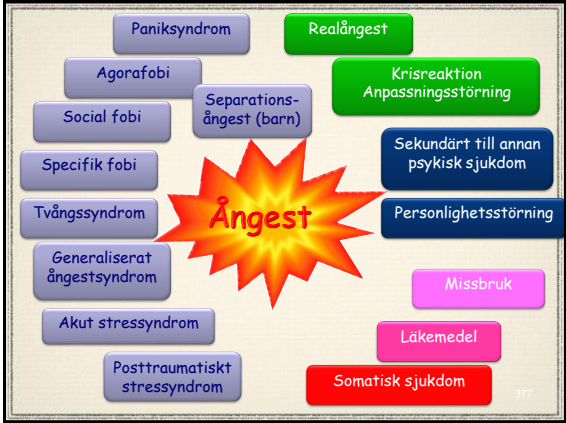 Paniksyndrom
Realångest
Agorafobi
Krisreaktion
Anpassningsstörning
Separations-
ångest (barn)
Social fobi
Sekundärt till annan
psykisk sjukdom
Specifik fobi
Ångest
Tvångssyndrom
Personlighetsstörning
Generaliserat
ångestsyndrom
Missbruk
Akut stressyndrom
Läkemedel
Posttraumatiskt
stressyndrom
Somatisk sjukdom
377